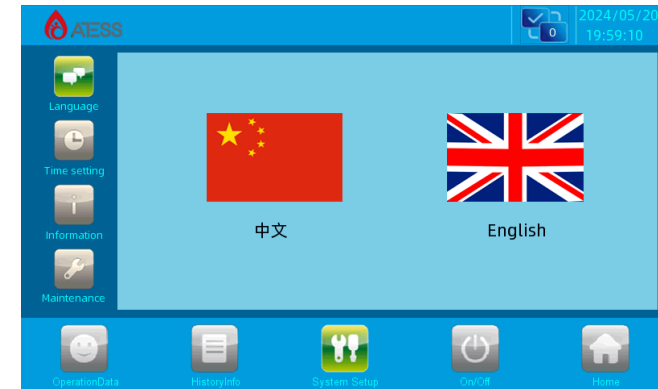 ATESS
0
2024/05/20
19:59:10
Language
Time setting
Information
Maintenance
中文
English
OperationData
HistoryInfo
System Setup
On/Off
Home